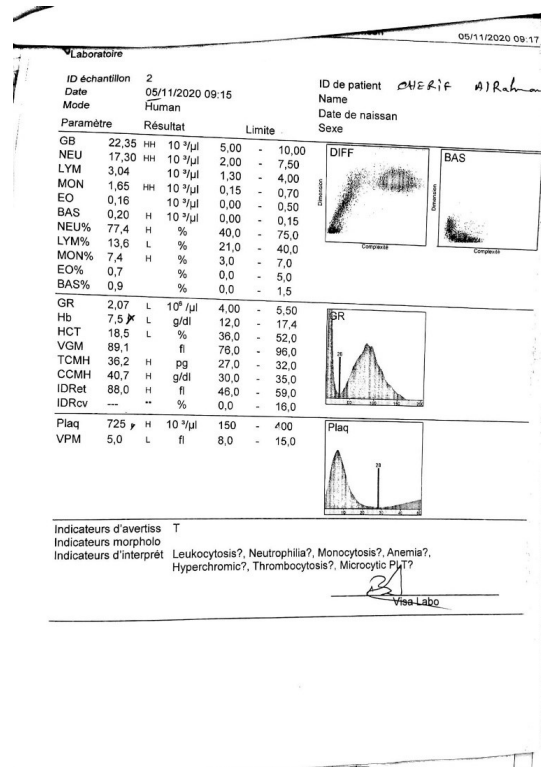 05/11/2020 09:17
Laboratoire
ID échantillon 2
Date 05/11/2020 09:15
Mode Human
ID de patient CHERIF AlRahman
Name
Date de naissan
Sexe
Paramètre Résultat Limite
GB 22,35 HH 10 ³/µl 5,00 - 10,00
NEU 17,30 HH 10 ³/µl 2,00 - 7,50
LYM 3,04 10 ³/µl 1,30 - 4,00
MON 1,65 HH 10 ³/µl 0,15 - 0,70
EO 0,16 10 ³/µl 0,00 - 0,50
BAS 0,20 H 10 ³/µl 0,00 - 0,15
NEU% 77,4 H % 40,0 - 75,0
LYM% 13,6 L % 21,0 - 40,0
MON% 7,4 H % 3,0 - 7,0
EO% 0,7 % 0,0 - 5,0
BAS% 0,9 % 0,0 - 1,5
DIFF
Dimension
Complexité
BAS
Dimension
Complexité
GR 2,07 L 10⁶ /µl 4,00 - 5,50
Hb 7,5 L g/dl 12,0 - 17,4
HCT 18,5 L % 36,0 - 52,0
VGM 89,1 fl 76,0 - 96,0
TCMH 36,2 H pg 27,0 - 32,0
CCMH 40,7 H g/dl 30,0 - 35,0
IDRet 88,0 H fl 46,0 - 59,0
IDRcv --- ** % 0,0 - 16,0
GR
Plaq 725 H 10 ³/µl 150 - 400
VPM 5,0 L fl 8,0 - 15,0
Plaq
Indicateurs d'avertiss T
Indicateurs morpholo
Indicateurs d'interprét Leukocytosis?, Neutrophilia?, Monocytosis?, Anemia?,
Hyperchromic?, Thrombocytosis?, Microcytic PLT?
Visa Labo